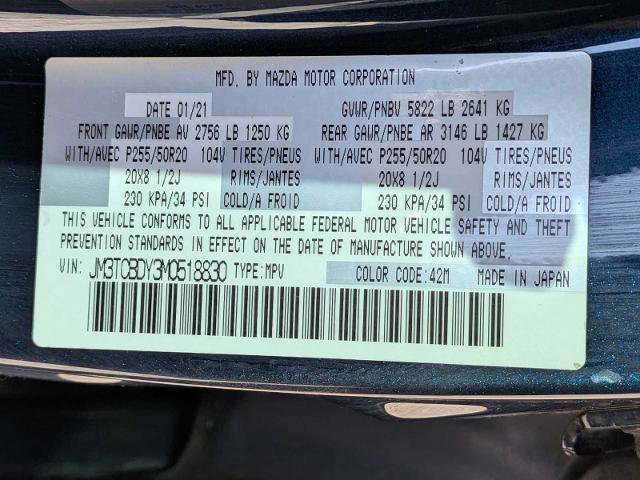 MFD. BY MAZDA MOTOR CORPORATION
DATE 01/21 GVWR/PNBV 5822 LB 2641 KG
FRONT GAWR/PNBE AV 2756 LB 1250 KG REAR GAWR/PNBE AR 3146 LB 1427 KG
WITH/AVEC P255/50R20 104V TIRES/PNEUS WITH/AVEC P255/50R20 104V TIRES/PNEUS
20X8 1/2J RIMS/JANTES 20X8 1/2J RIMS/JANTES
230 KPA/34 PSI COLD/A FROID 230 KPA/34 PSI COLD/A FROID
THIS VEHICLE CONFORMS TO ALL APPLICABLE FEDERAL MOTOR VEHICLE SAFETY AND THEFT
PREVENTION STANDARDS IN EFFECT ON THE DATE OF MANUFACTURE SHOWN ABOVE.
VIN: JM3TCBDY3M0518830 TYPE:MPV COLOR CODE:42M MADE IN JAPAN